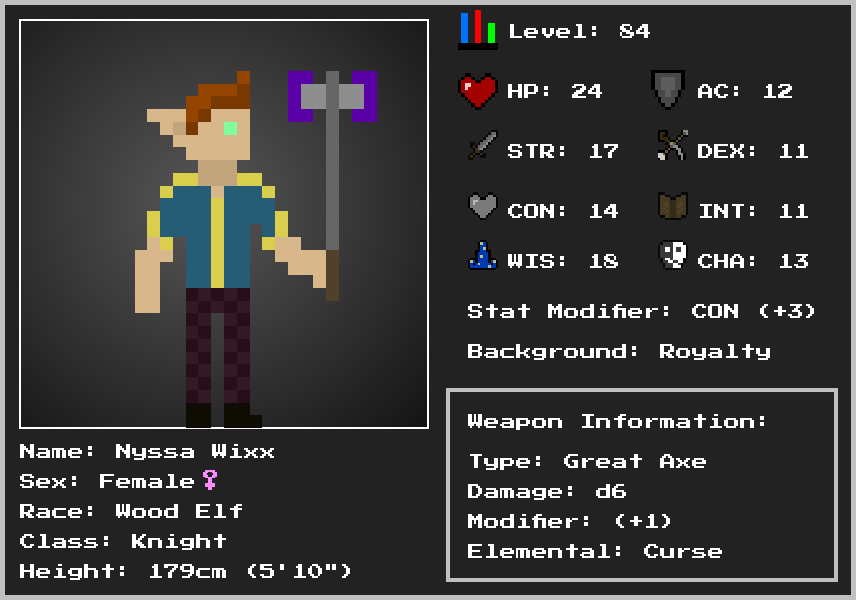 Level: 84
HP: 24
AC: 12
STR: 17
DEX: 11
CON: 14
INT: 11
WIS: 18
CHA: 13
Stat Modifier: CON (+3)
Background: Royalty
Weapon Information:
Type: Great Axe
Damage: d6
Modifier: (+1)
Elemental: Curse
Name: Nyssa Wixx
Sex: Female♀
Race: Wood Elf
Class: Knight
Height: 179cm (5'10")